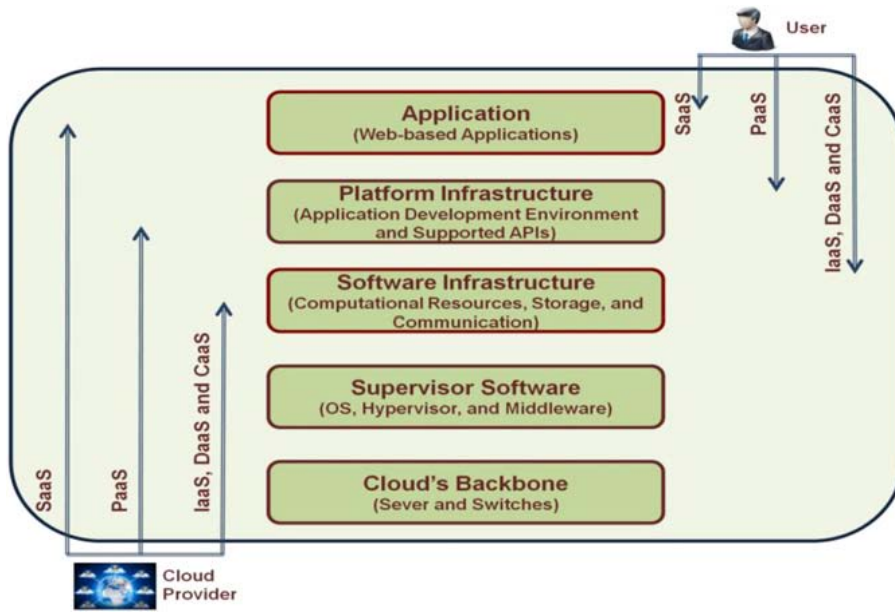 User
Application
(Web-based Applications)
SaaS
PaaS
IaaS, DaaS and CaaS
Platform Infrastructure
(Application Development Environment
and Supported APIs)
Software Infrastructure
(Computational Resources, Storage, and
Communication)
Supervisor Software
(OS, Hypervisor, and Middleware)
Cloud's Backbone
(Sever and Switches)
SaaS
PaaS
IaaS, DaaS and CaaS
Cloud
Provider